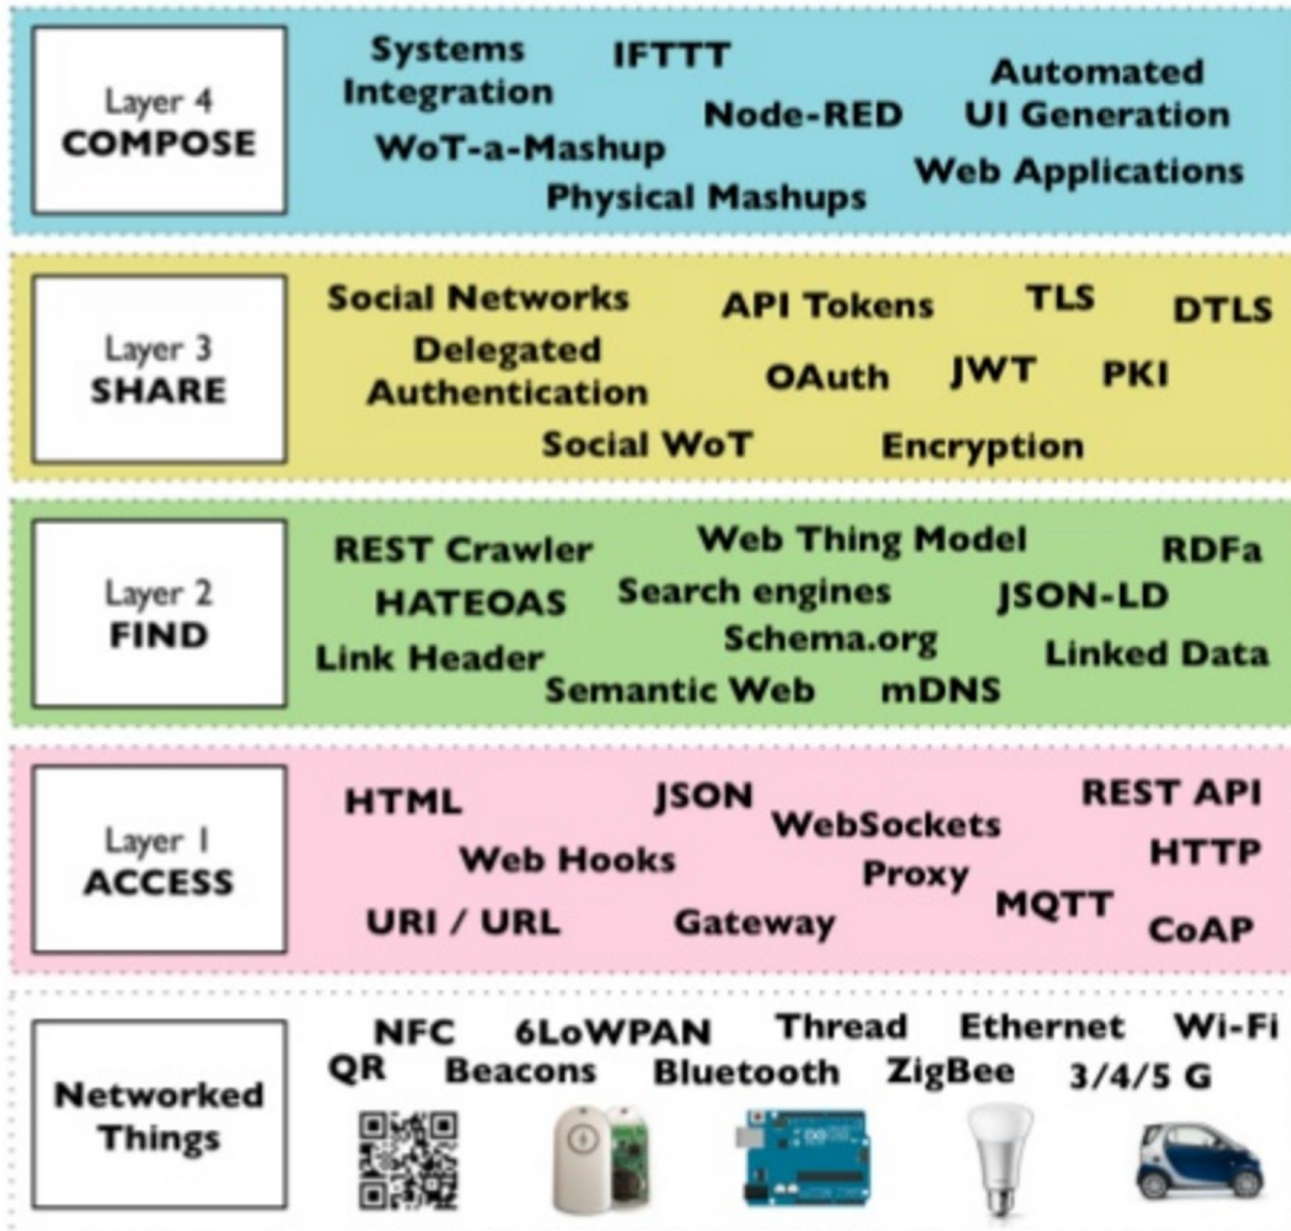 Layer 4
COMPOSE
Systems
Integration
IFTTT
Automated
UI Generation
Node-RED
WoT-a-Mashup
Web Applications
Physical Mashups
Layer 3
SHARE
Social Networks
API Tokens
TLS
DTLS
Delegated
Authentication
OAuth
JWT
PKI
Social WoT
Encryption
Layer 2
FIND
REST Crawler
Web Thing Model
RDFa
HATEOAS
Search engines
JSON-LD
Schema.org
Link Header
Linked Data
Semantic Web
mDNS
Layer 1
ACCESS
HTML
JSON
REST API
WebSockets
HTTP
Web Hooks
Proxy
MQTT
URI / URL
Gateway
CoAP
Networked
Things
NFC
6LoWPAN
Thread
Ethernet
Wi-Fi
QR
Beacons
Bluetooth
ZigBee
3/4/5 G